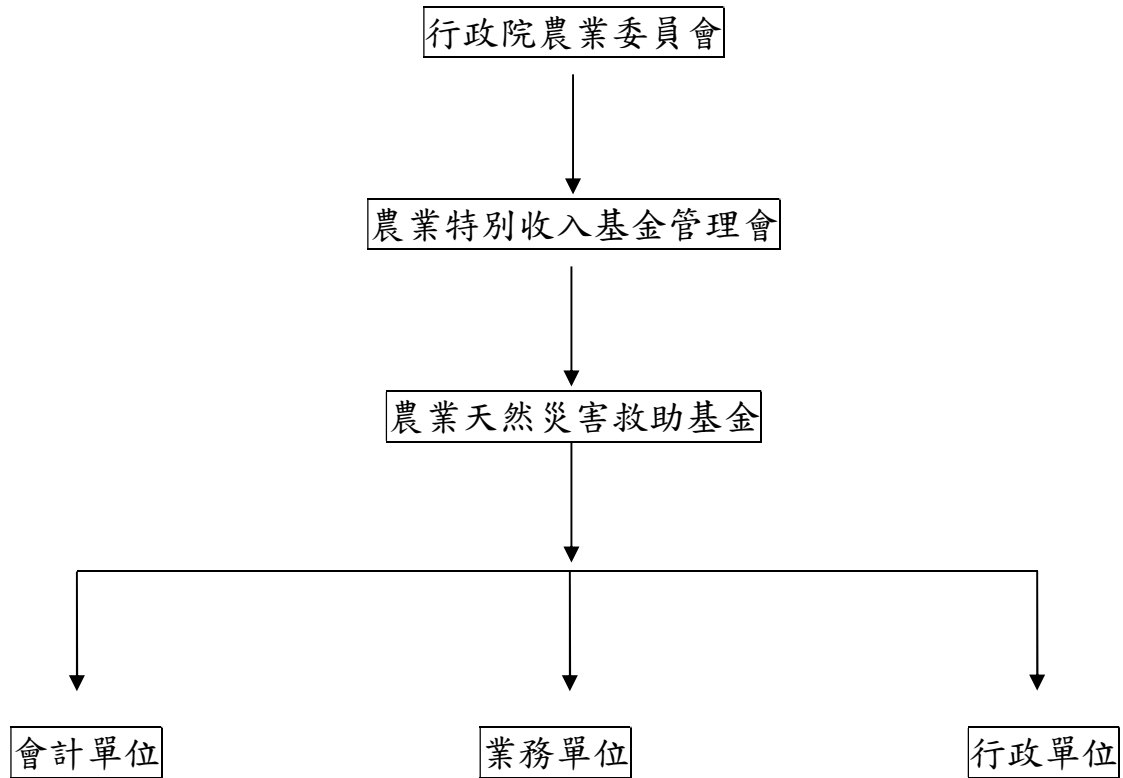 行政院農業委員會
農業特別收入基金管理會
農業天然災害救助基金
會計單位
業務單位
行政單位